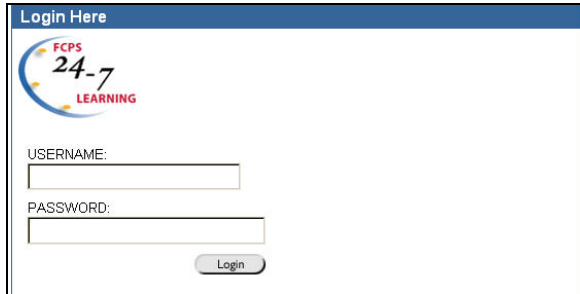 Login Here
FCPS
24-7
LEARNING
USERNAME:
PASSWORD:
Login